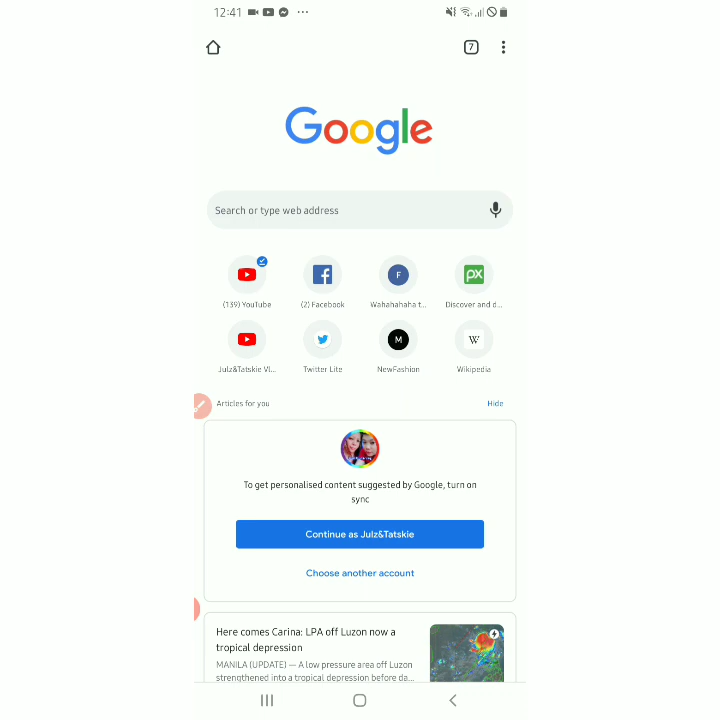 12:41
7
Google
Search or type web address
(139) YouTube
(2) Facebook
F
Wahahahaha t...
px
Discover and d...
Julz&Tatskie Vl...
Twitter Lite
M
NewFashion
W
Wikipedia
Articles for you
Hide
To get personalised content suggested by Google, turn on
sync
Continue as Julz&Tatskie
Choose another account
Here comes Carina: LPA off Luzon now a
tropical depression
MANILA (UPDATE) — A low pressure area off Luzon
strengthened into a tropical depression before da...